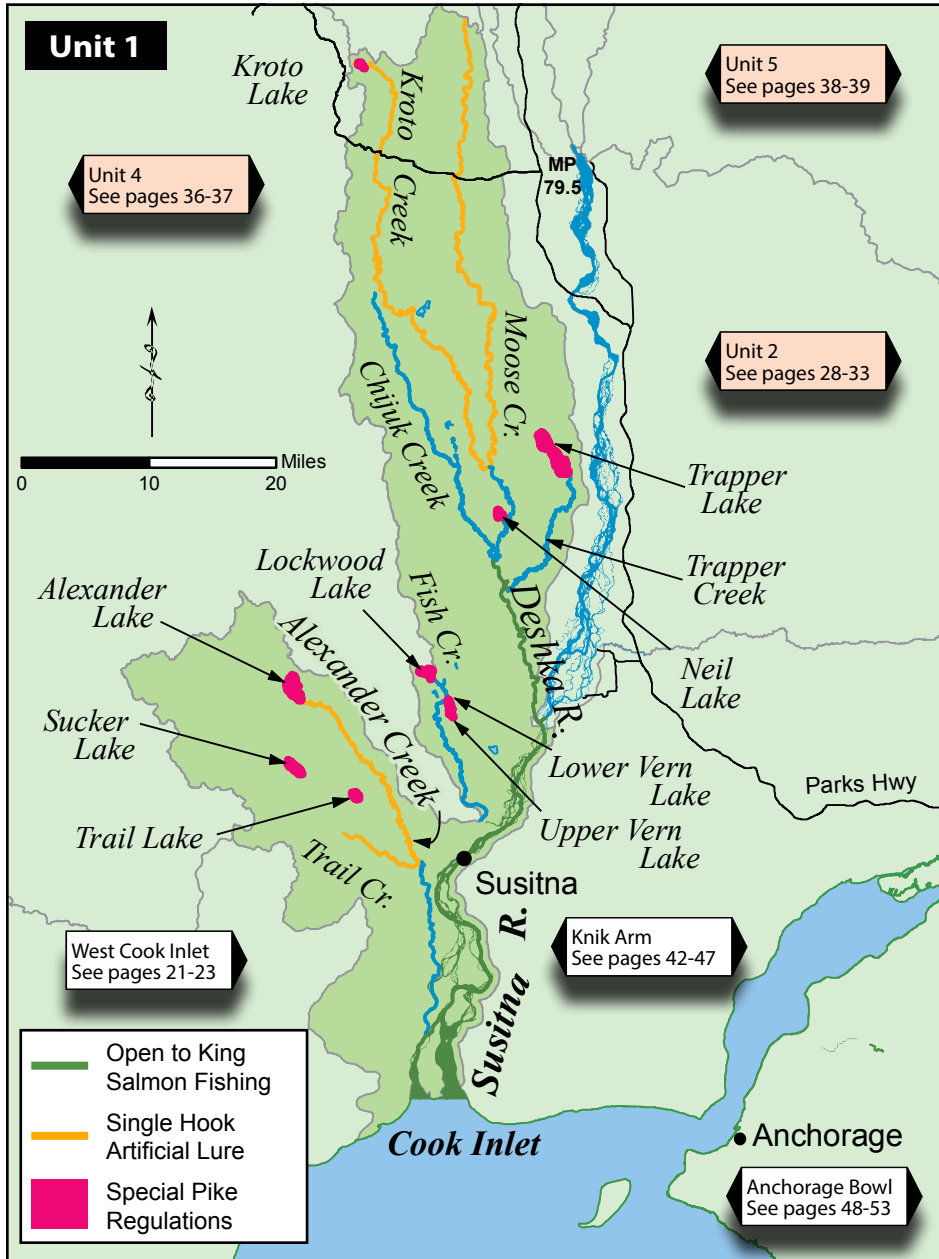 Unit 1
Kroto
Lake
Kroto
Creek
Unit 5
See pages 38-39
MP
79.5
Unit 4
See pages 36-37
Moose Cr.
Unit 2
See pages 28-33
Chijuk Creek
Miles
0
10
20
Trapper
Lake
Trapper
Creek
Lockwood
Lake
Fish Cr.
Deshka R.
Neil
Lake
Alexander
Lake
Alexander Creek
Sucker
Lake
Lower Vern
Lake
Parks Hwy
Upper Vern
Lake
Trail Lake
Trail Cr.
Susitna
Susitna R.
West Cook Inlet
See pages 21-23
Knik Arm
See pages 42-47
Open to King
Salmon Fishing
Single Hook
Artificial Lure
Special Pike
Regulations
Cook Inlet
Anchorage
Anchorage Bowl
See pages 48-53